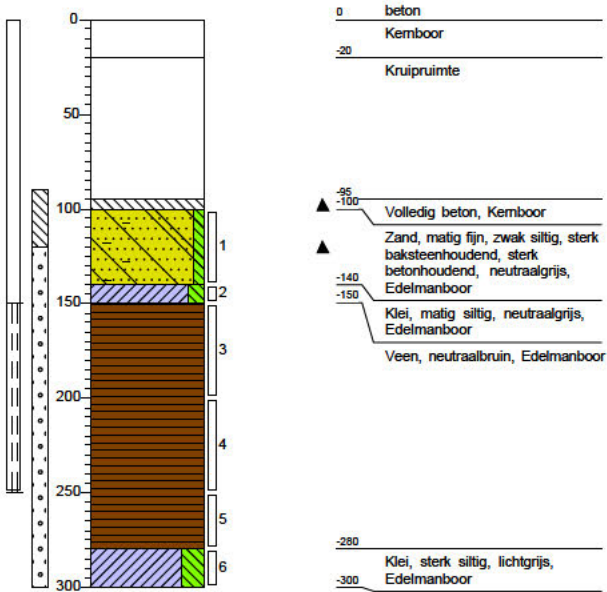 0
50
100
150
200
250
300
1
2
3
4
5
6
0 beton
Kernboor
-20
Kruipruimte
-95
-100
Volledig beton, Kernboor
Zand, matig fijn, zwak siltig, sterk
baksteenhoudend, sterk
betonhoudend, neutraalgrijs,
Edelmanboor
-140
-150
Klei, matig siltig, neutraalgrijs,
Edelmanboor
Veen, neutraalbruin, Edelmanboor
-280
Klei, sterk siltig, lichtgrijs,
Edelmanboor
-300